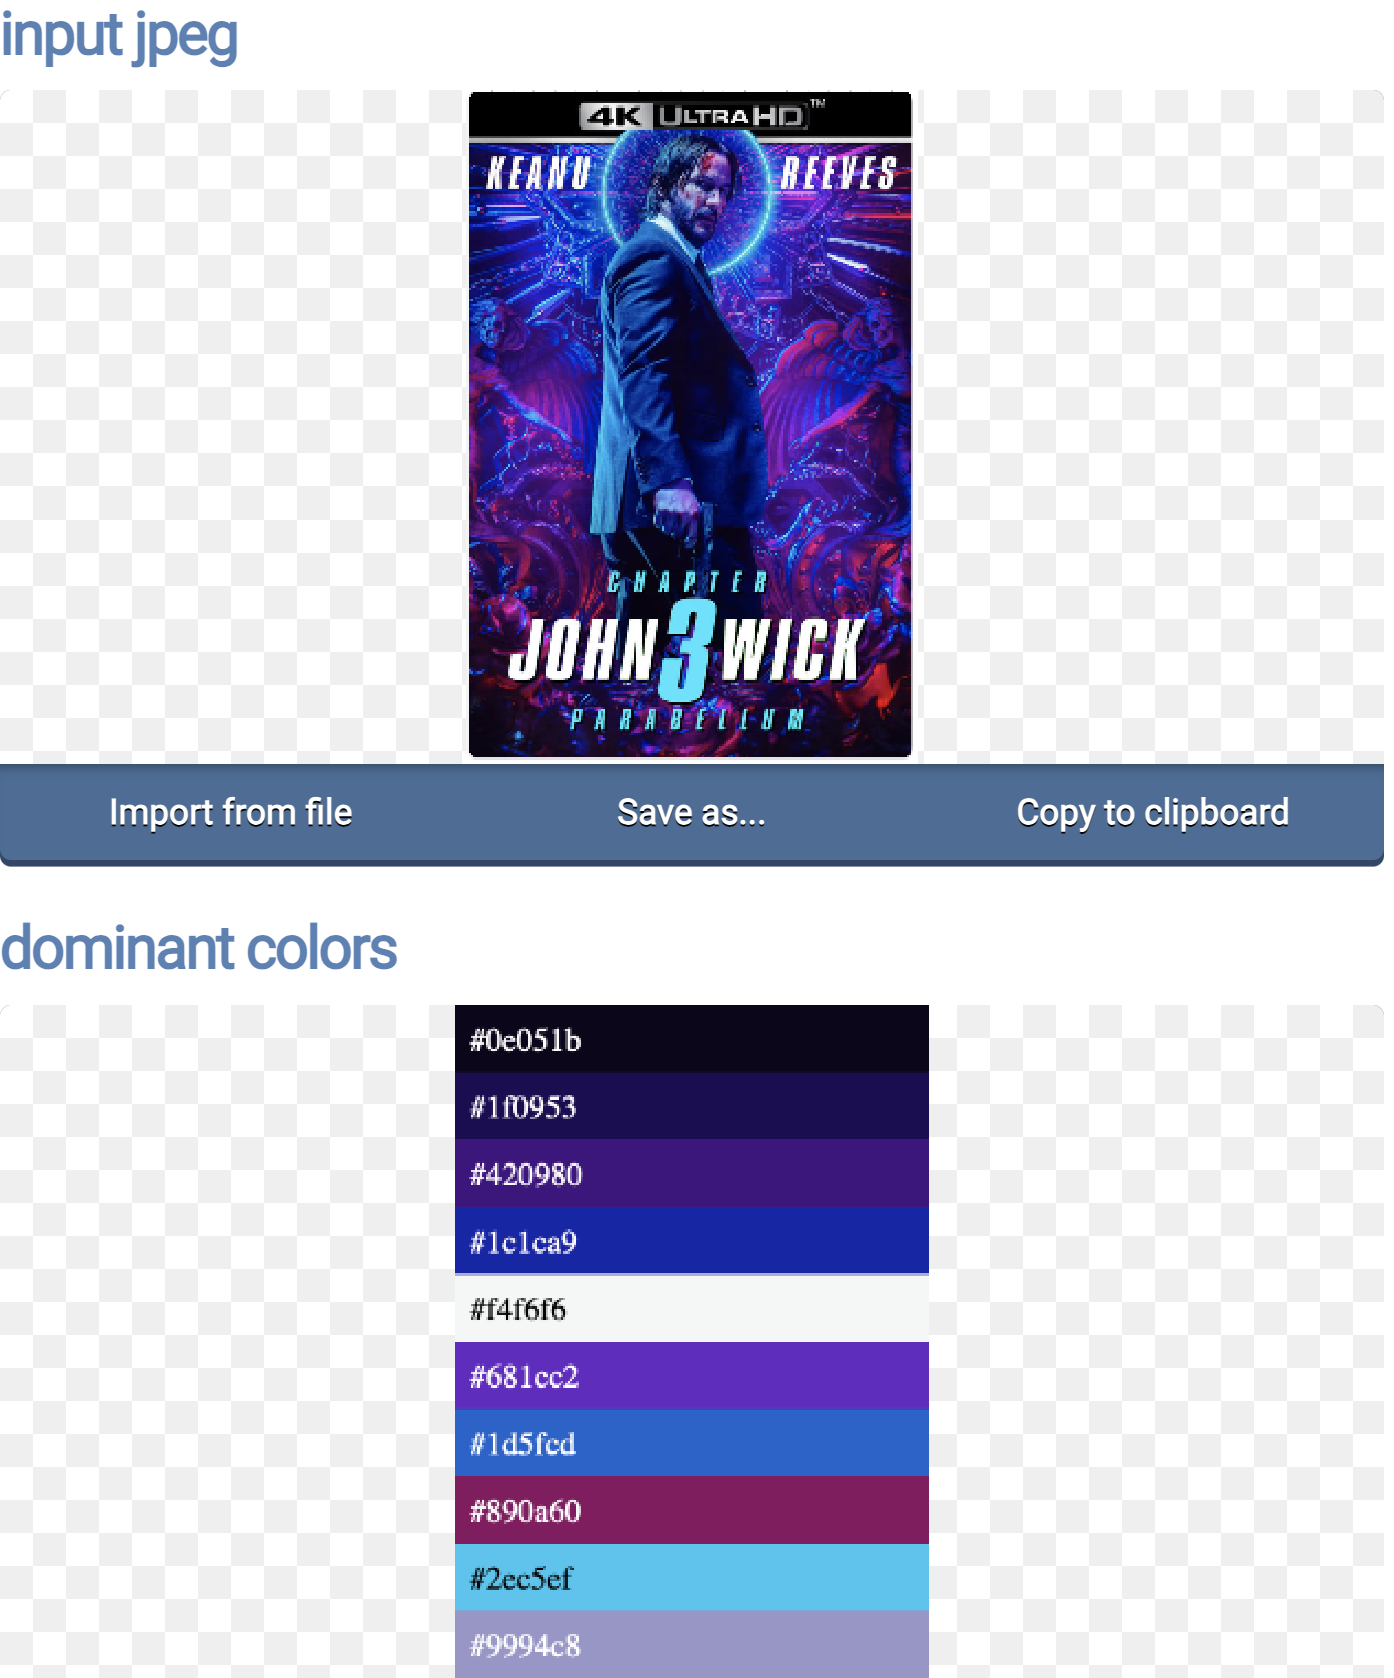 input jpeg
4K ULTRA HD™
KEANU REEVES
CHAPTER
JOHN 3 WICK
PARABELLUM
Import from file Save as... Copy to clipboard
dominant colors
#0e051b
#1f0953
#420980
#1c1ca9
#f4f6f6
#681cc2
#1d5fcd
#890a60
#2ec5ef
#9994c8